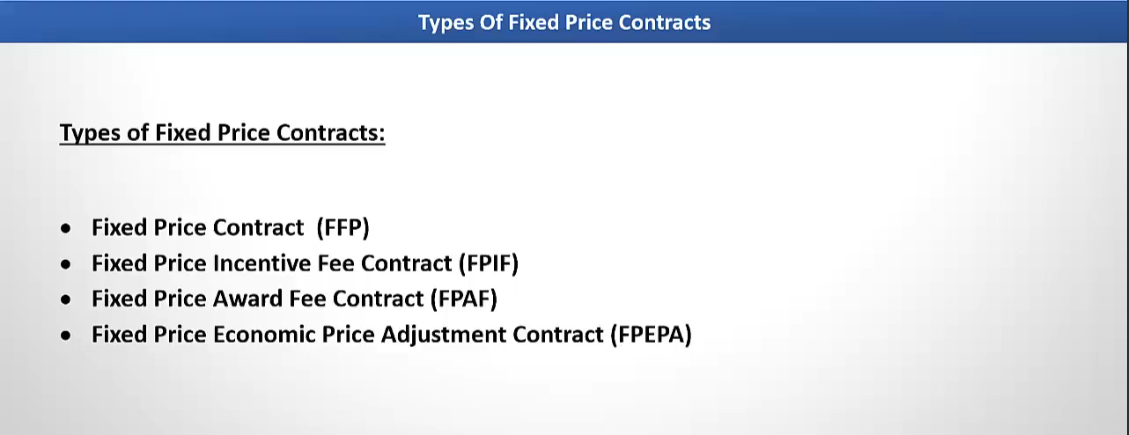 Types Of Fixed Price Contracts
Types of Fixed Price Contracts:
• Fixed Price Contract (FFP)
• Fixed Price Incentive Fee Contract (FPIF)
• Fixed Price Award Fee Contract (FPAF)
• Fixed Price Economic Price Adjustment Contract (FPEPA)